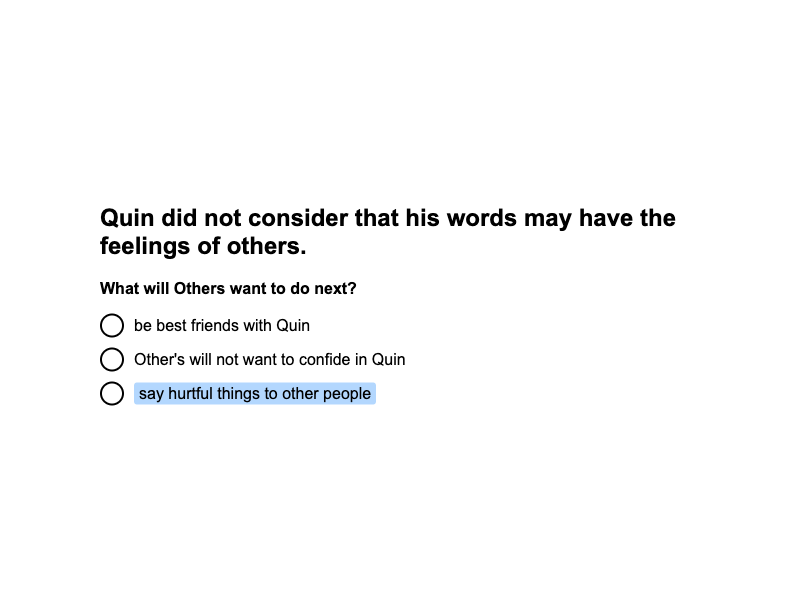 Quin did not consider that his words may have the
feelings of others.
What will Others want to do next?
be best friends with Quin
Other's will not want to confide in Quin
say hurtful things to other people